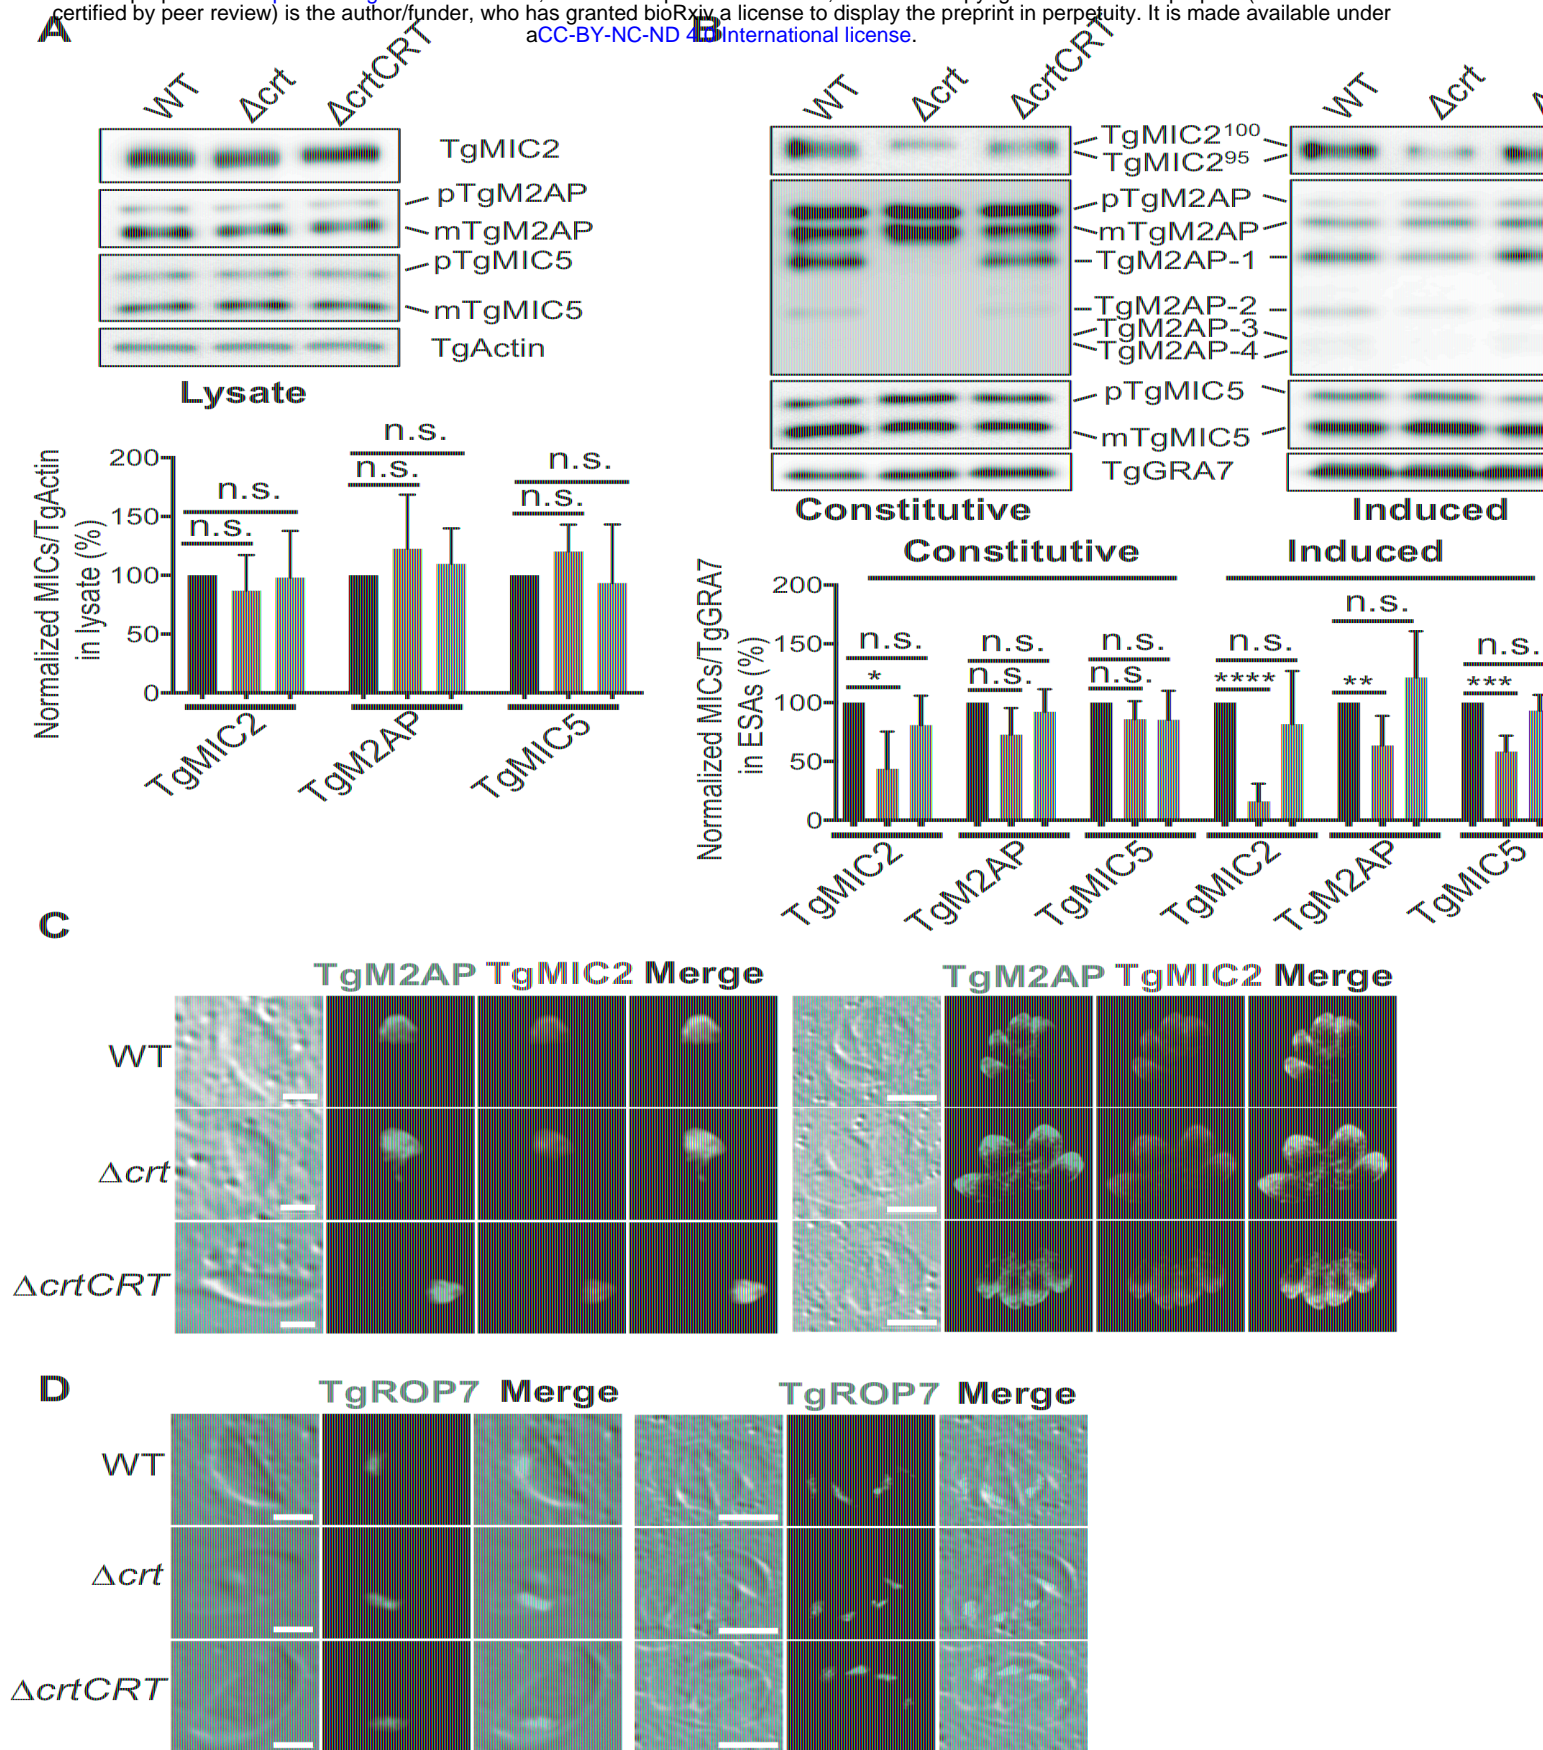 certified by peer review) is the author/funder, who has granted bioRxiv a license to display the preprint in perpetuity. It is made available under
aCC-BY-NC-ND 4.0 International license.
A
WT Δcrt ΔcrtCRT
TgMIC2
pTgM2AP
mTgM2AP
pTgMIC5
mTgMIC5
TgActin
Lysate
Normalized MICs/TgActin
in lysate (%)
200
150
100
50
0
n.s.
n.s.
n.s.
n.s.
n.s.
n.s.
TgMIC2 TgM2AP TgMIC5
B
WT Δcrt ΔcrtCRT WT Δcrt
TgMIC2100
TgMIC295
pTgM2AP
mTgM2AP
TgM2AP-1
TgM2AP-2
TgM2AP-3
TgM2AP-4
pTgMIC5
mTgMIC5
TgGRA7
Constitutive Induced
Constitutive Induced
Normalized MICs/TgGRA7
in ESAs (%)
200
150
100
50
0
n.s. n.s. n.s. n.s. n.s. n.s.
* n.s. n.s. **** ** ***
TgMIC2 TgM2AP TgMIC5 TgMIC2 TgM2AP TgMIC5
C
TgM2AP TgMIC2 Merge TgM2AP TgMIC2 Merge
WT
Δcrt
ΔcrtCRT
D
TgROP7 Merge TgROP7 Merge
WT
Δcrt
ΔcrtCRT